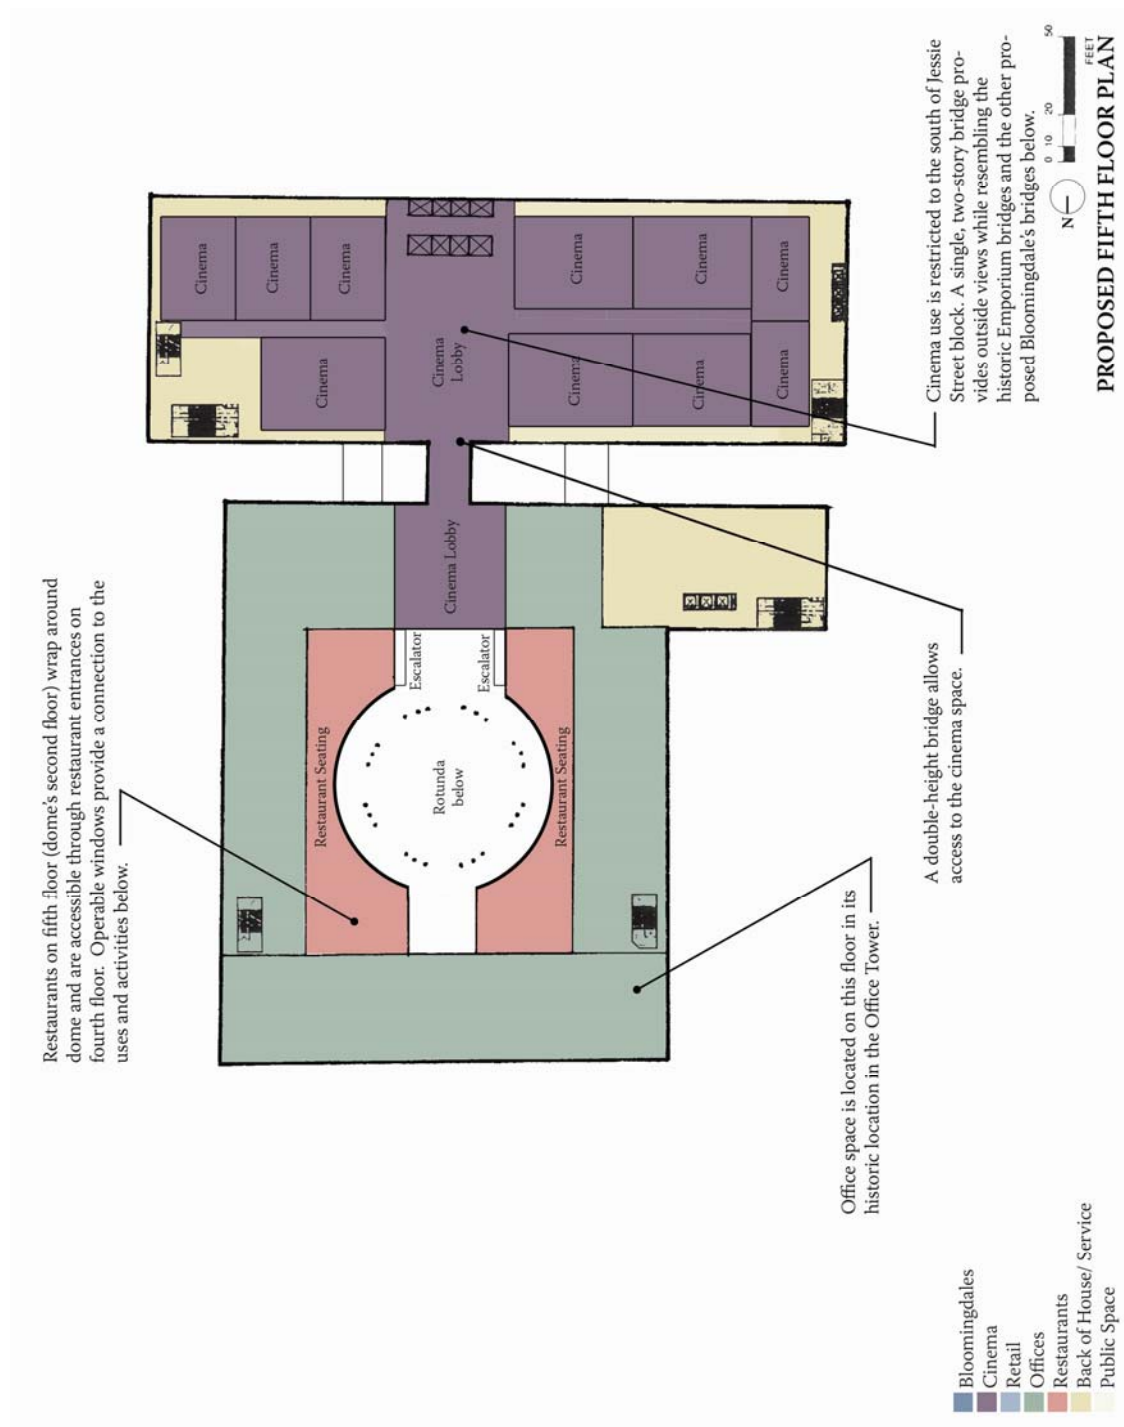 Restaurants on fifth floor (dome's second floor) wrap around
dome and are accessible through restaurant entrances on
fourth floor. Operable windows provide a connection to the
uses and activities below.
Cinema
Cinema
Cinema
Cinema
Cinema
Lobby
Cinema
Cinema
Cinema
Cinema
Cinema
Cinema
Cinema Lobby
Escalator
Escalator
Restaurant Seating
Rotunda
below
Restaurant Seating
Office space is located on this floor in its
historic location in the Office Tower.
A double-height bridge allows
access to the cinema space.
Cinema use is restricted to the south of Jessie
Street block. A single, two-story bridge pro-
vides outside views while resembling the
historic Emporium bridges and the other pro-
posed Bloomingdale's bridges below.
Bloomingdales
Cinema
Retail
Offices
Restaurants
Back of House/ Service
Public Space
N
0 10 20 50
FEET
PROPOSED FIFTH FLOOR PLAN